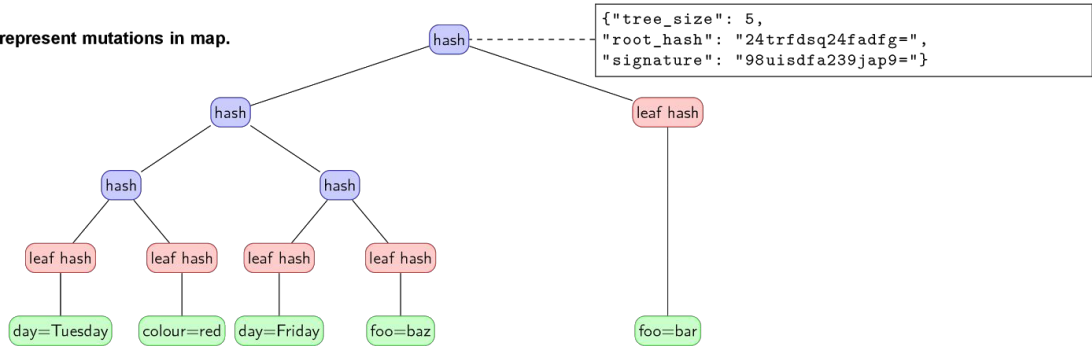 represent mutations in map.
hash
{"tree_size": 5,
"root_hash": "24trfdsq24fadfg=",
"signature": "98uisdfa239jap9="}
hash
leaf hash
hash
hash
leaf hash
leaf hash
leaf hash
leaf hash
day=Tuesday
colour=red
day=Friday
foo=baz
foo=bar